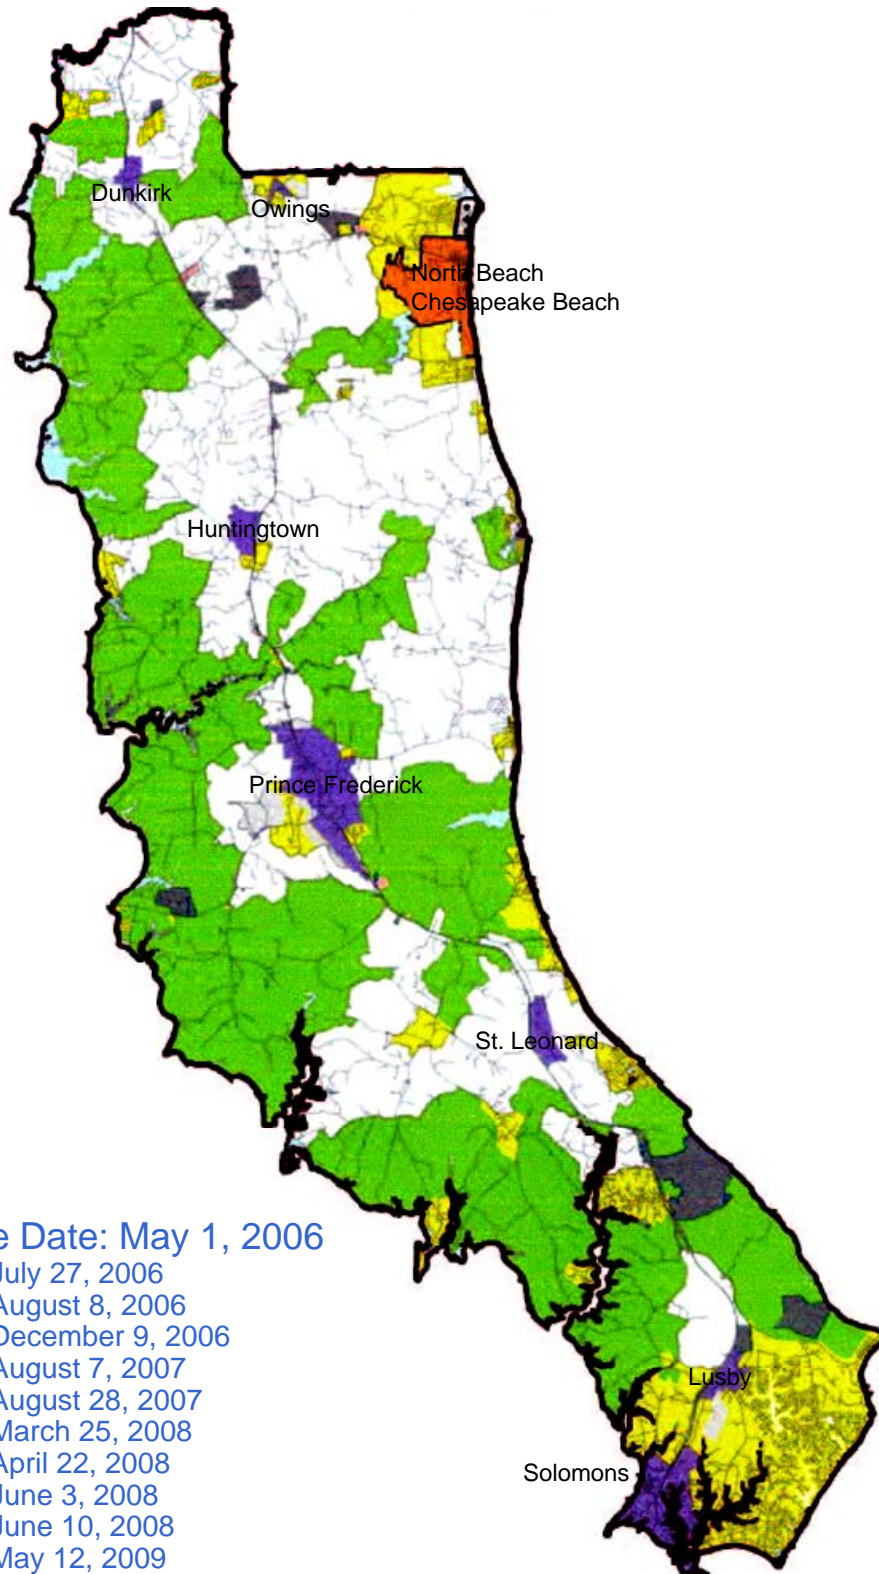 Dunkirk
Owings
North Beach
Chesapeake Beach
Huntingtown
Prince Frederick
St. Leonard
e Date: May 1, 2006
July 27, 2006
August 8, 2006
December 9, 2006
August 7, 2007
August 28, 2007
March 25, 2008
April 22, 2008
June 3, 2008
June 10, 2008
May 12, 2009
Lusby
Solomons